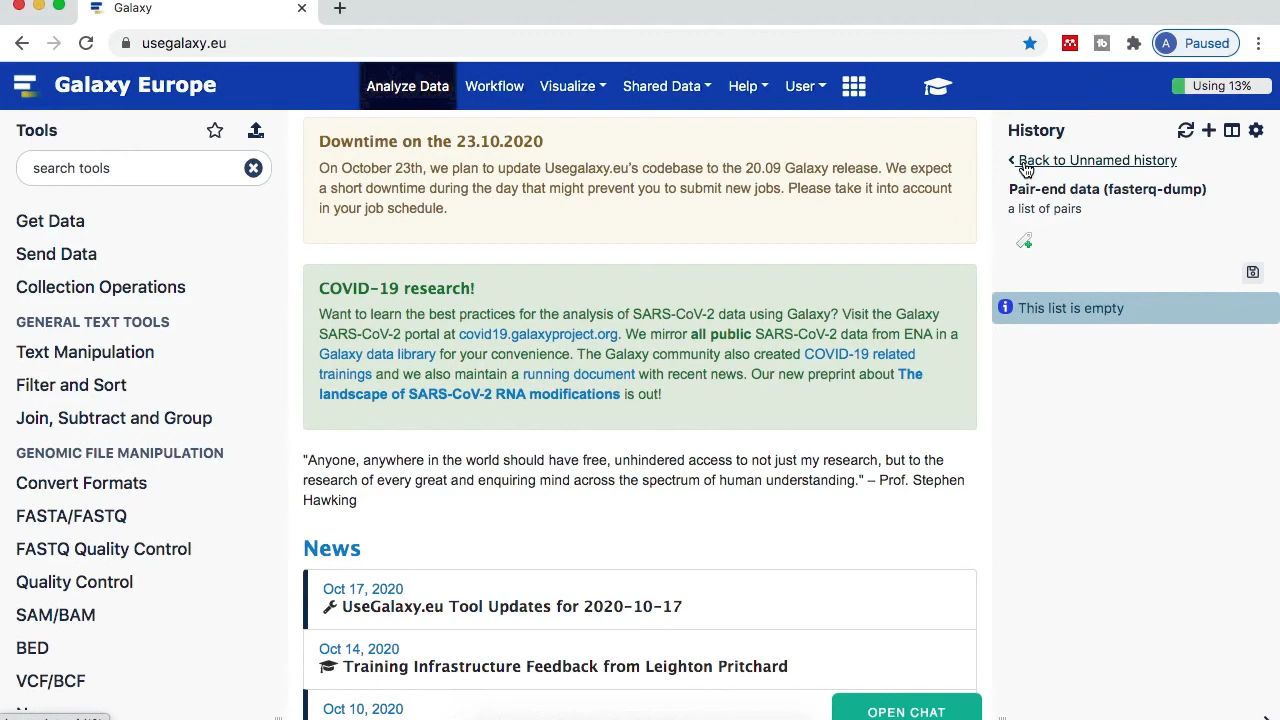 Galaxy
usegalaxy.eu
A Paused
Galaxy Europe
Analyze Data
Workflow
Visualize
Shared Data
Help
User
Using 13%
Tools
search tools
Get Data
Send Data
Collection Operations
GENERAL TEXT TOOLS
Text Manipulation
Filter and Sort
Join, Subtract and Group
GENOMIC FILE MANIPULATION
Convert Formats
FASTA/FASTQ
FASTQ Quality Control
Quality Control
SAM/BAM
BED
VCF/BCF
Downtime on the 23.10.2020
On October 23th, we plan to update Usegalaxy.eu's codebase to the 20.09 Galaxy release. We expect
a short downtime during the day that might prevent you to submit new jobs. Please take it into account
in your job schedule.
COVID-19 research!
Want to learn the best practices for the analysis of SARS-CoV-2 data using Galaxy? Visit the Galaxy
SARS-CoV-2 portal at covid19.galaxyproject.org. We mirror all public SARS-CoV-2 data from ENA in a
Galaxy data library for your convenience. The Galaxy community also created COVID-19 related
trainings and we also maintain a running document with recent news. Our new preprint about The
landscape of SARS-CoV-2 RNA modifications is out!
"Anyone, anywhere in the world should have free, unhindered access to not just my research, but to the
research of every great and enquiring mind across the spectrum of human understanding." – Prof. Stephen
Hawking
News
Oct 17, 2020
UseGalaxy.eu Tool Updates for 2020-10-17
Oct 14, 2020
Training Infrastructure Feedback from Leighton Pritchard
Oct 10, 2020
OPEN CHAT
History
Back to Unnamed history
Pair-end data (fasterq-dump)
a list of pairs
This list is empty